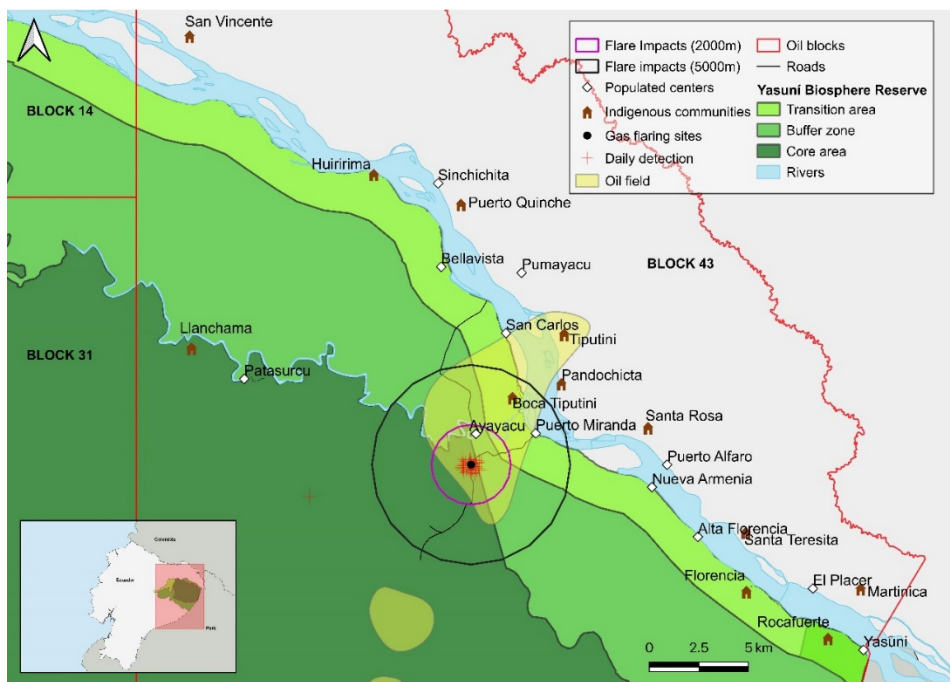 San Vincente
BLOCK 14
Huiririma
Sinchichita
Puerto Quinche
Bellavista
Pumayacu
BLOCK 43
San Carlos
Tiputini
Llanchama
BLOCK 31
Patasurcu
Pandochicta
Boca Tiputini
Ayayacu
Puerto Miranda
Santa Rosa
Puerto Alfaro
Nueva Armenia
Alta Florencia
Santa Teresita
Florencia
El Placer
Martinica
Rocafuerte
Yasuni
Flare Impacts (2000m)
Flare impacts (5000m)
Populated centers
Indigenous communities
Gas flaring sites
Daily detection
Oil field
Oil blocks
Roads
Yasuní Biosphere Reserve
Transition area
Buffer zone
Core area
Rivers
Colombia
Ecuador
Perú
0 2.5 5 km